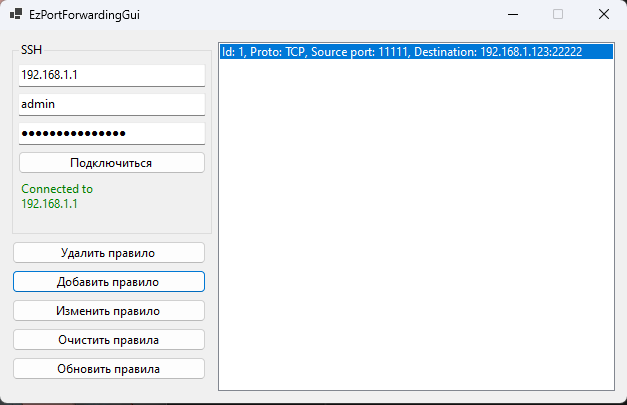 EzPortForwardingGui
SSH
192.168.1.1
admin
●●●●●●●●●●●●●●●
Подключиться
Connected to
192.168.1.1
Удалить правило
Добавить правило
Изменить правило
Очистить правила
Обновить правила
Id: 1, Proto: TCP, Source port: 11111, Destination: 192.168.1.123:22222